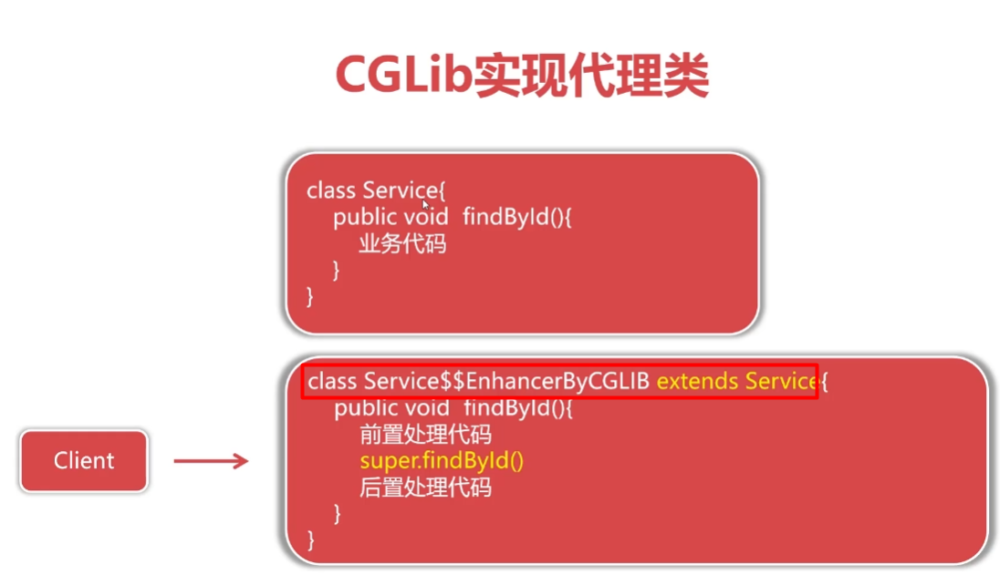 CGLib实现代理类
class Service{
public void findById(){
业务代码
}
}
class Service$$EnhancerByCGLIB extends Service{
public void findById(){
前置处理代码
super.findById()
后置处理代码
}
}
Client